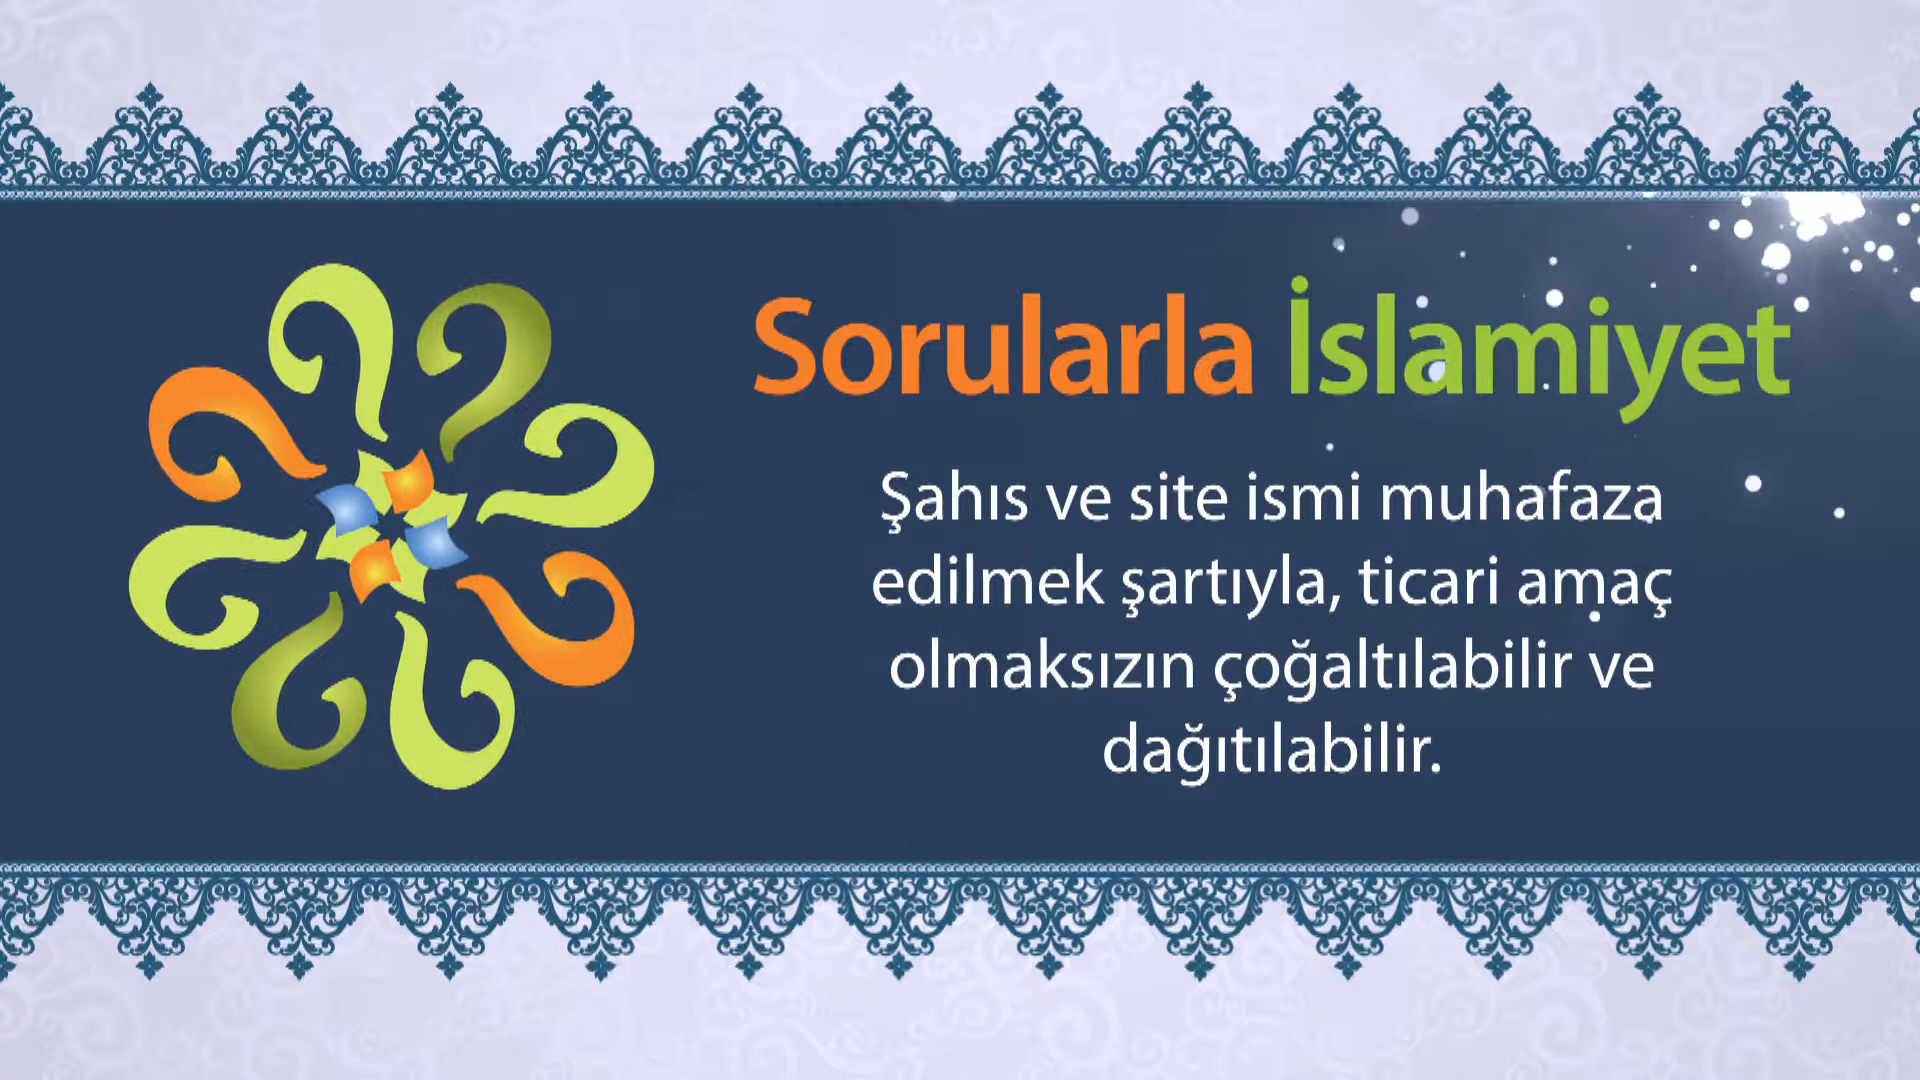 Sorularla İslamiyet
Şahıs ve site ismi muhafaza
edilmek şartıyla, ticari amaç
olmaksızın çoğaltılabilir ve
dağıtılabilir.